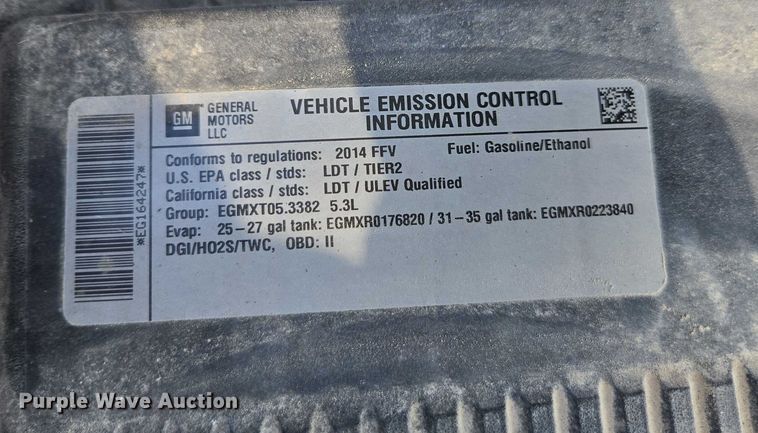 GM
GENERAL
MOTORS
LLC
VEHICLE EMISSION CONTROL
INFORMATION
Conforms to regulations: 2014 FFV Fuel: Gasoline/Ethanol
U.S. EPA class / stds: LDT / TIER2
California class / stds: LDT / ULEV Qualified
Group: EGMXT05.3382 5.3L
Evap: 25-27 gal tank: EGMXR0176820 / 31-35 gal tank: EGMXR0223840
DGI/HO2S/TWC, OBD: II
*EG164247*
Purple Wave Auction